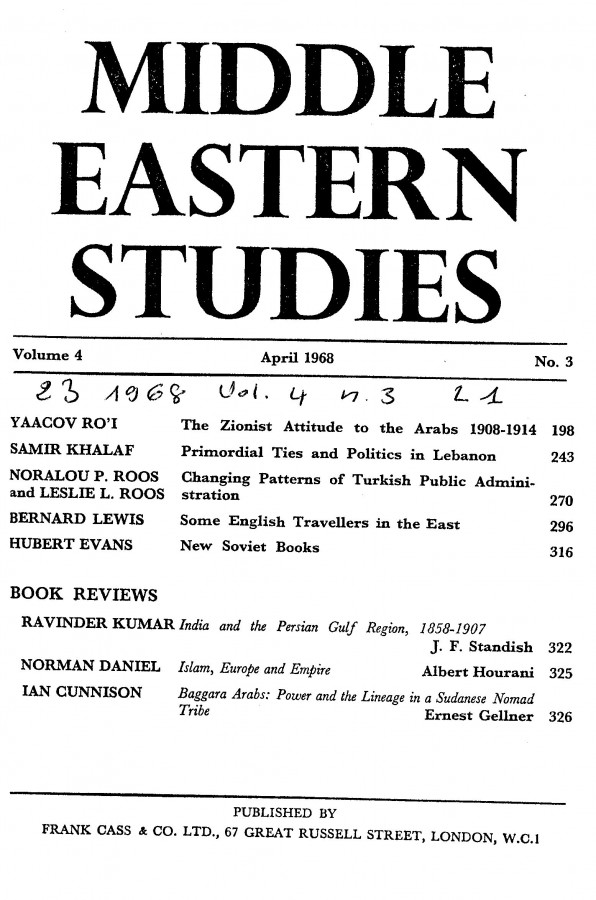 MIDDLE
EASTERN
STUDIES
Volume 4 April 1968 No. 3
23 1968 Vol. 4 n. 3 21
YAACOV RO'I The Zionist Attitude to the Arabs 1908-1914 198
SAMIR KHALAF Primordial Ties and Politics in Lebanon 243
NORALOU P. ROOS Changing Patterns of Turkish Public Admini-
and LESLIE L. ROOS stration 270
BERNARD LEWIS Some English Travellers in the East 296
HUBERT EVANS New Soviet Books 316
BOOK REVIEWS
RAVINDER KUMAR India and the Persian Gulf Region, 1858-1907
J. F. Standish 322
NORMAN DANIEL Islam, Europe and Empire Albert Hourani 325
IAN CUNNISON Baggara Arabs: Power and the Lineage in a Sudanese Nomad
Tribe Ernest Gellner 326
PUBLISHED BY
FRANK CASS & CO. LTD., 67 GREAT RUSSELL STREET, LONDON, W.C.1